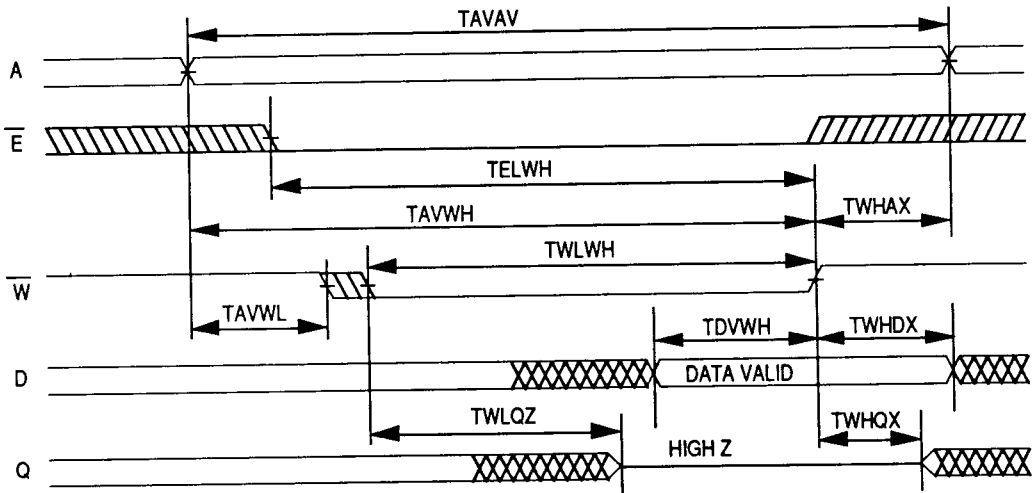 TAVAV
A
E
TELWH
TAVWH
TWHAX
TWLWH
W
TAVWL
TDVWH
TWHDX
D
DATA VALID
TWLQZ
TWHQX
Q
HIGH Z